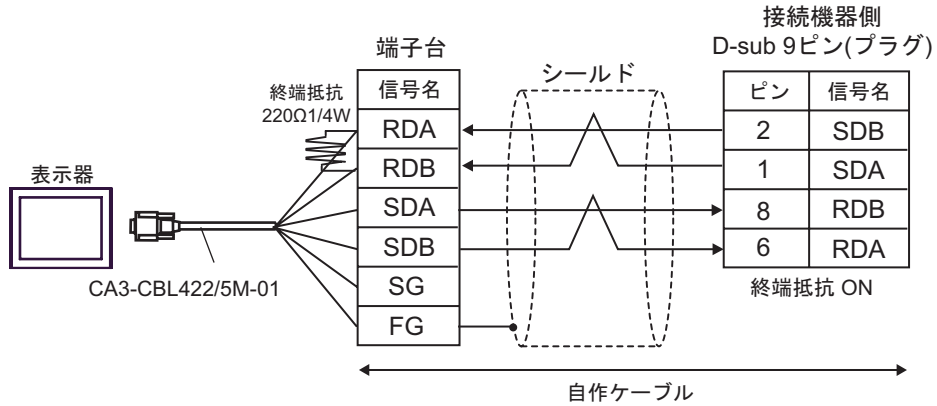 接続機器側
D-sub 9ピン(プラグ)
端子台
シールド
終端抵抗
220Ω1/4W
信号名
RDA
RDB
SDA
SDB
SG
FG
ピン 信号名
2 SDB
1 SDA
8 RDB
6 RDA
終端抵抗 ON
表示器
CA3-CBL422/5M-01
自作ケーブル